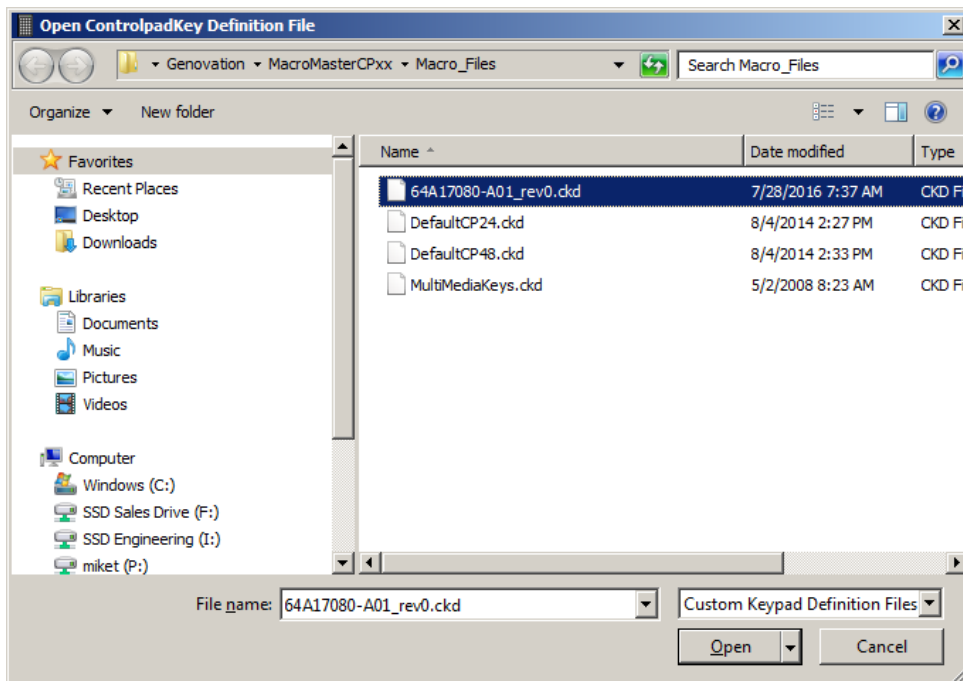 Open ControlpadKey Definition File
Genovation MacroMasterCPxx Macro_Files Search Macro_Files
Organize New folder
Name Date modified Type
Favorites
Recent Places
Desktop
Downloads
Libraries
Documents
Music
Pictures
Videos
Computer
Windows (C:)
SSD Sales Drive (F:)
SSD Engineering (I:)
miket (P:)
64A17080-A01_rev0.ckd 7/28/2016 7:37 AM CKD Fi
DefaultCP24.ckd 8/4/2014 2:27 PM CKD Fi
DefaultCP48.ckd 8/4/2014 2:33 PM CKD Fi
MultiMediaKeys.ckd 5/2/2008 8:23 AM CKD Fi
File name: 64A17080-A01_rev0.ckd Custom Keypad Definition Files
Open Cancel